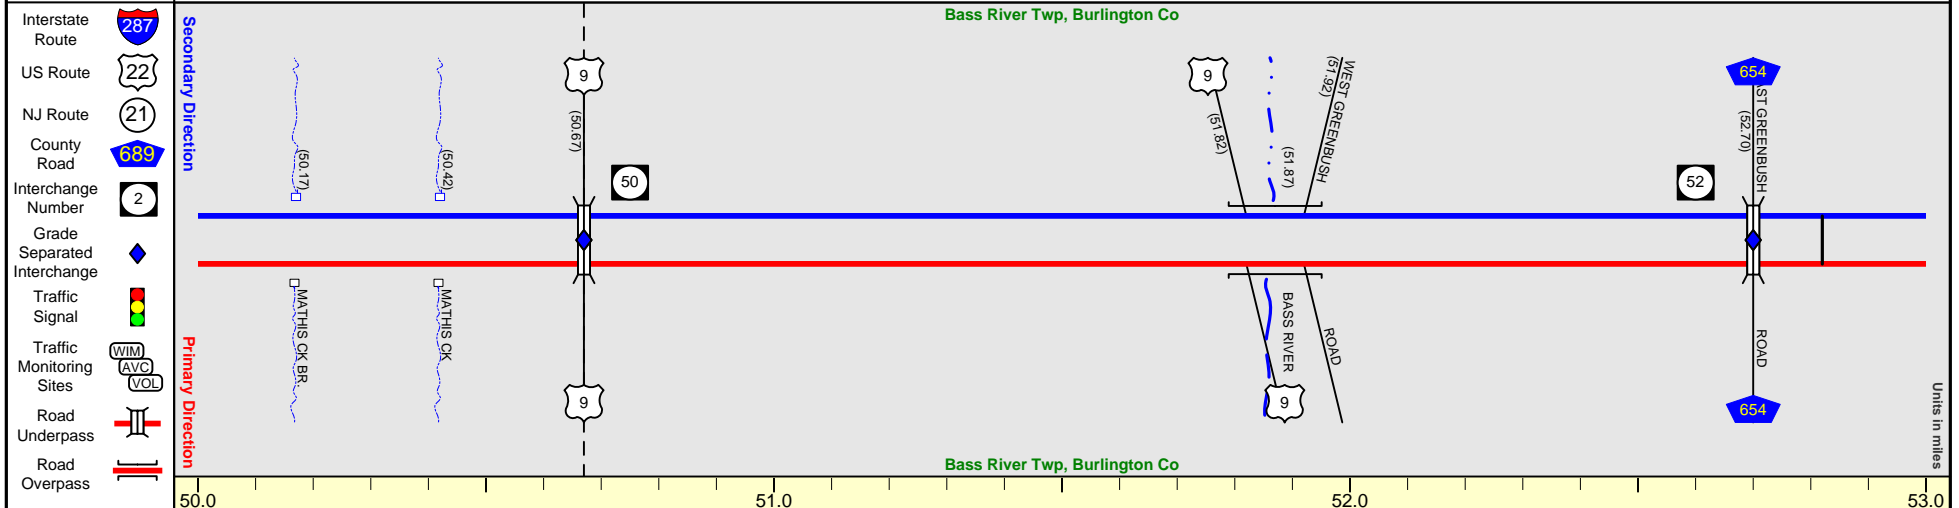 Interstate
Route
287
US Route
22
NJ Route
21
County
Road
689
Interchange
Number
2
Grade
Separated
Interchange
Traffic
Signal
Traffic
Monitoring
Sites
WIM
AVC
VOL
Road
Underpass
Road
Overpass
Secondary Direction
Primary Direction
Bass River Twp, Burlington Co
(50.17)
MATHIS CK BR.
(50.42)
MATHIS CK
9
(50.67)
50
9
9
(51.82)
(51.87)
BASS RIVER
9
WEST GREENBUSH
(51.92)
ROAD
52
654
AST GREENBUSH
(52.70)
ROAD
654
Bass River Twp, Burlington Co
Units in miles
50.0
51.0
52.0
53.0